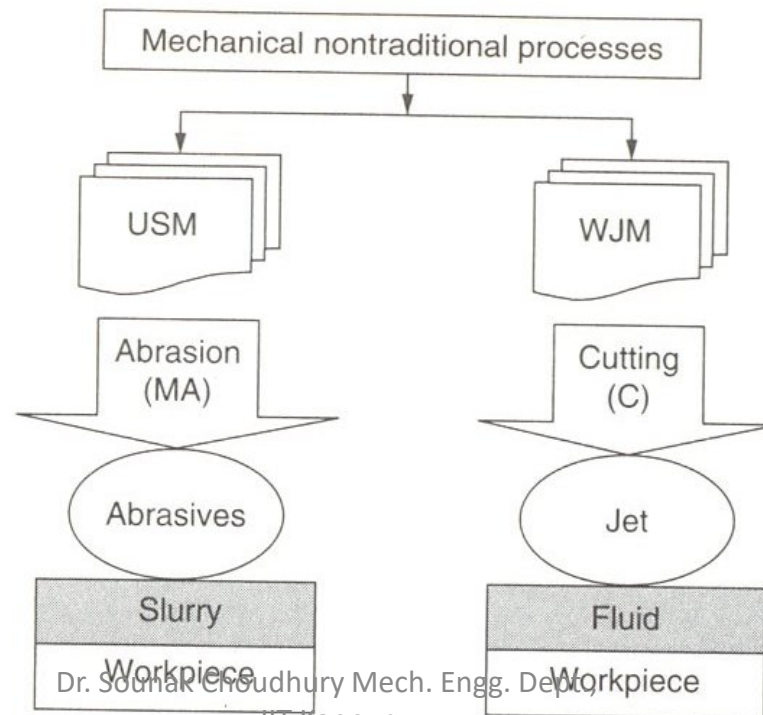 Mechanical nontraditional processes
USM
WJM
Abrasion
(MA)
Cutting
(C)
Abrasives
Jet
Slurry
Fluid
Workpiece
Workpiece
Dr. Sounak Choudhury Mech. Engg. Dept.,